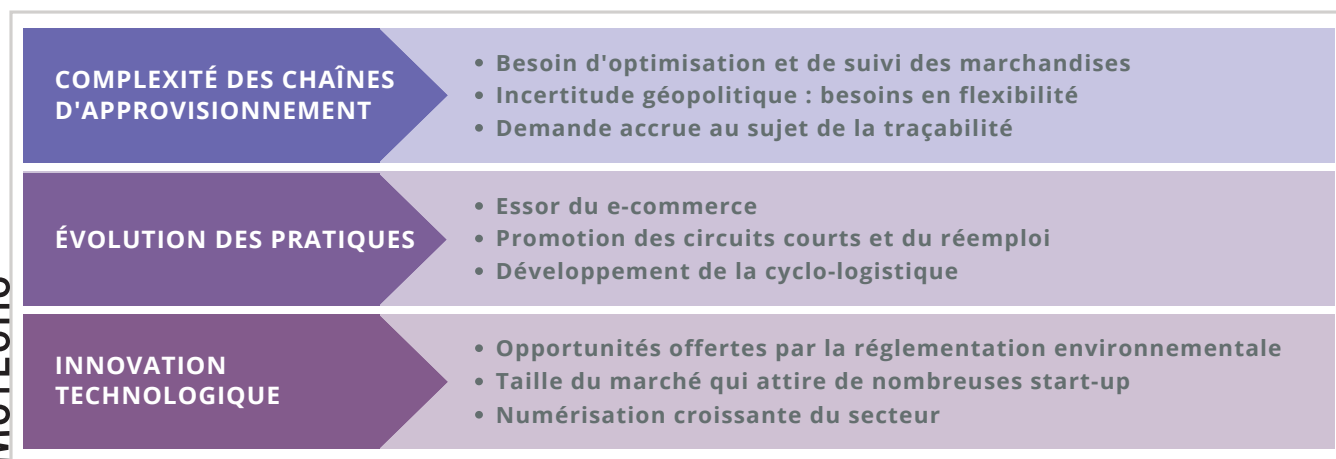 COMPLEXITÉ DES CHAÎNES
D'APPROVISIONNEMENT
• Besoin d'optimisation et de suivi des marchandises
• Incertitude géopolitique : besoins en flexibilité
• Demande accrue au sujet de la traçabilité
ÉVOLUTION DES PRATIQUES
• Essor du e-commerce
• Promotion des circuits courts et du réemploi
• Développement de la cyclo-logistique
INNOVATION
TECHNOLOGIQUE
• Opportunités offertes par la réglementation environnementale
• Taille du marché qui attire de nombreuses start-up
• Numérisation croissante du secteur